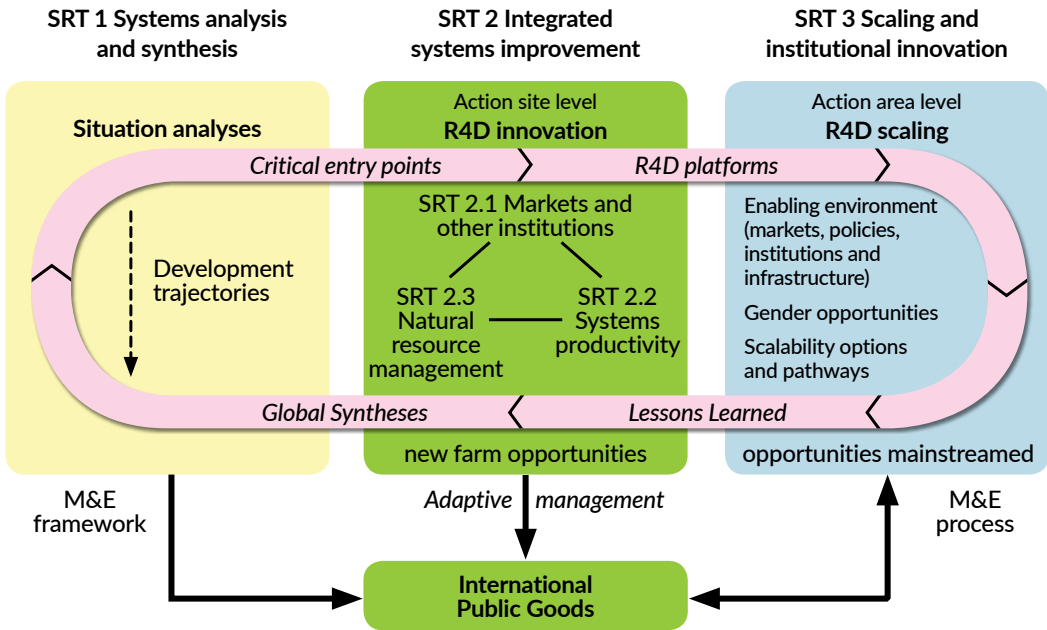 SRT 1 Systems analysis
and synthesis
SRT 2 Integrated
systems improvement
SRT 3 Scaling and
institutional innovation
Situation analyses
Action site level
R4D innovation
Action area level
R4D scaling
Critical entry points
R4D platforms
Development
trajectories
SRT 2.1 Markets and
other institutions
SRT 2.3
Natural
resource
management
SRT 2.2
Systems
productivity
Enabling environment
(markets, policies,
institutions and
infrastructure)
Gender opportunities
Scalability options
and pathways
Global Syntheses
Lessons Learned
new farm opportunities
opportunities mainstreamed
M&E
framework
Adaptive management
M&E
process
International
Public Goods